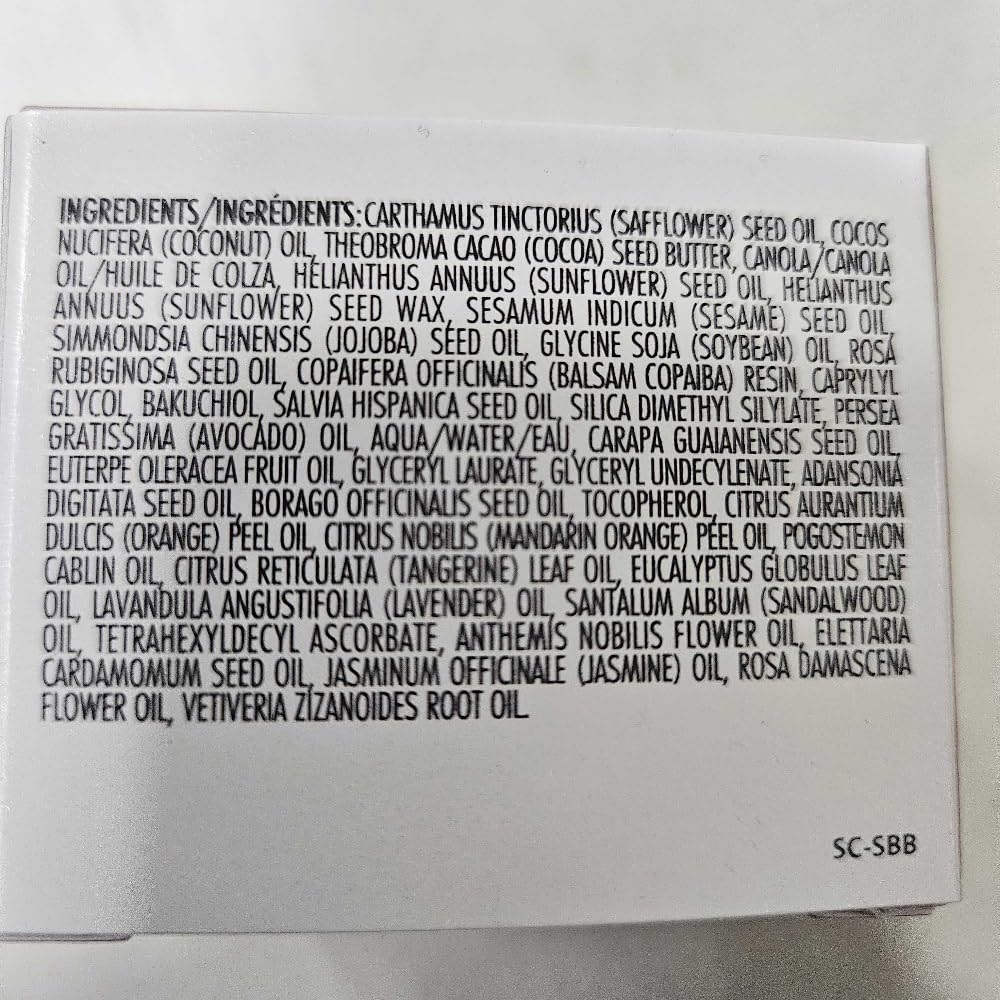 INGREDIENTS/INGRÉDIENTS: CARTHAMUS TINCTORIUS (SAFFLOWER) SEED OIL, COCOS
NUCIFERA (COCONUT) OIL, THEOBROMA CACAO (COCOA) SEED BUTTER, CANOLA/CANOLA
OIL/HUILE DE COLZA, HELIANTHUS ANNUUS (SUNFLOWER) SEED OIL, HELIANTHUS
ANNUUS (SUNFLOWER) SEED WAX, SESAMUM INDICUM (SESAME) SEED OIL,
SIMMONDSIA CHINENSIS (JOJOBA) SEED OIL, GLYCINE SOJA (SOYBEAN) OIL, ROSA
RUBIGINOSA SEED OIL, COPAIFERA OFFICINALIS (BALSAM COPAIBA) RESIN, CAPRYLYL
GLYCOL, BAKUCHIOL, SALVIA HISPANICA SEED OIL, SILICA DIMETHYL SILYLATE, PERSEA
GRATISSIMA (AVOCADO) OIL, AQUA/WATER/EAU, CARAPA GUAIANENSIS SEED OIL,
EUTERPE OLERACEA FRUIT OIL, GLYCERYL LAURATE, GLYCERYL UNDECYLENATE, ADANSONIA
DIGITATA SEED OIL, BORAGO OFFICINALIS SEED OIL, TOCOPHEROL, CITRUS AURANTIUM
DULCIS (ORANGE) PEEL OIL, CITRUS NOBILIS (MANDARIN ORANGE) PEEL OIL, POGOSTEMON
CABLIN OIL, CITRUS RETICULATA (TANGERINE) LEAF OIL, EUCALYPTUS GLOBULUS LEAF
OIL, LAVANDULA ANGUSTIFOLIA (LAVENDER) OIL, SANTALUM ALBUM (SANDALWOOD)
OIL, TETRAHEXYLDECYL ASCORBATE, ANTHEMIS NOBILIS FLOWER OIL, ELETTARIA
CARDAMOMUM SEED OIL, JASMINUM OFFICINALE (JASMINE) OIL, ROSA DAMASCENA
FLOWER OIL, VETIVERIA ZIZANOIDES ROOT OIL.
SC-SBB